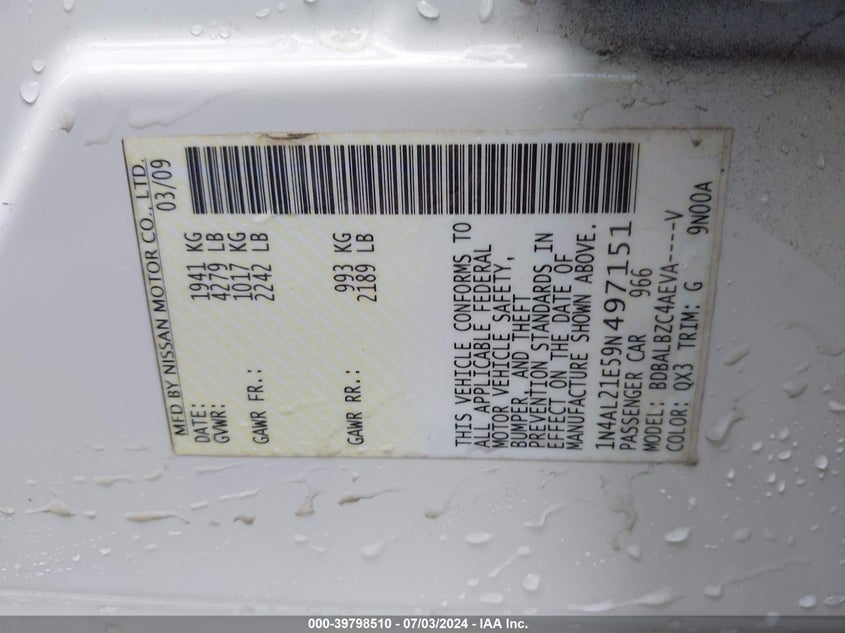 MFD BY NISSAN MOTOR CO., LTD.
DATE: 03/09
GVWR: 1941 KG
4279 LB
GAWR FR.: 1017 KG
2242 LB
GAWR RR.: 993 KG
2189 LB
THIS VEHICLE CONFORMS TO
ALL APPLICABLE FEDERAL
MOTOR VEHICLE SAFETY,
BUMPER, AND THEFT
PREVENTION STANDARDS IN
EFFECT ON THE DATE OF
MANUFACTURE SHOWN ABOVE.
1N4AL21E59N497151
PASSENGER CAR 966
MODEL: BDBALBZC4AEVA----V
COLOR: QX3 TRIM: G 9N00A
000-39798510 / 07/03/2024 - IAA Inc.